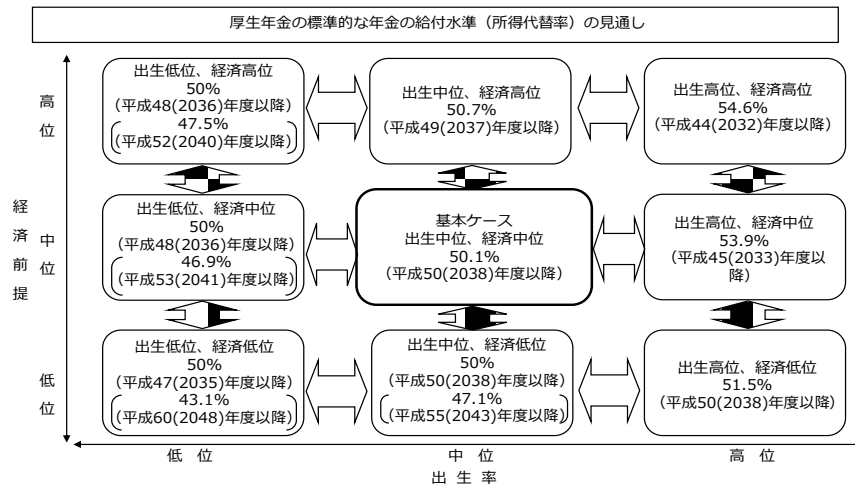 厚生年金の標準的な年金の給付水準（所得代替率）の見通し
出生低位、経済高位
50%
(平成48(2036)年度以降)
47.5%
(平成52(2040)年度以降)
出生中位、経済高位
50.7%
(平成49(2037)年度以降)
出生高位、経済高位
54.6%
(平成44(2032)年度以降)
出生低位、経済中位
50%
(平成48(2036)年度以降)
46.9%
(平成53(2041)年度以降)
基本ケース
出生中位、経済中位
50.1%
(平成50(2038)年度以降)
出生高位、経済中位
53.9%
(平成45(2033)年度以
降)
出生低位、経済低位
50%
(平成47(2035)年度以降)
43.1%
(平成60(2048)年度以降)
出生中位、経済低位
50%
(平成50(2038)年度以降)
47.1%
(平成55(2043)年度以降)
出生高位、経済低位
51.5%
(平成50(2038)年度以降)
経済前提
高位
中位
低位
低 位
中 位
高 位
出 生 率